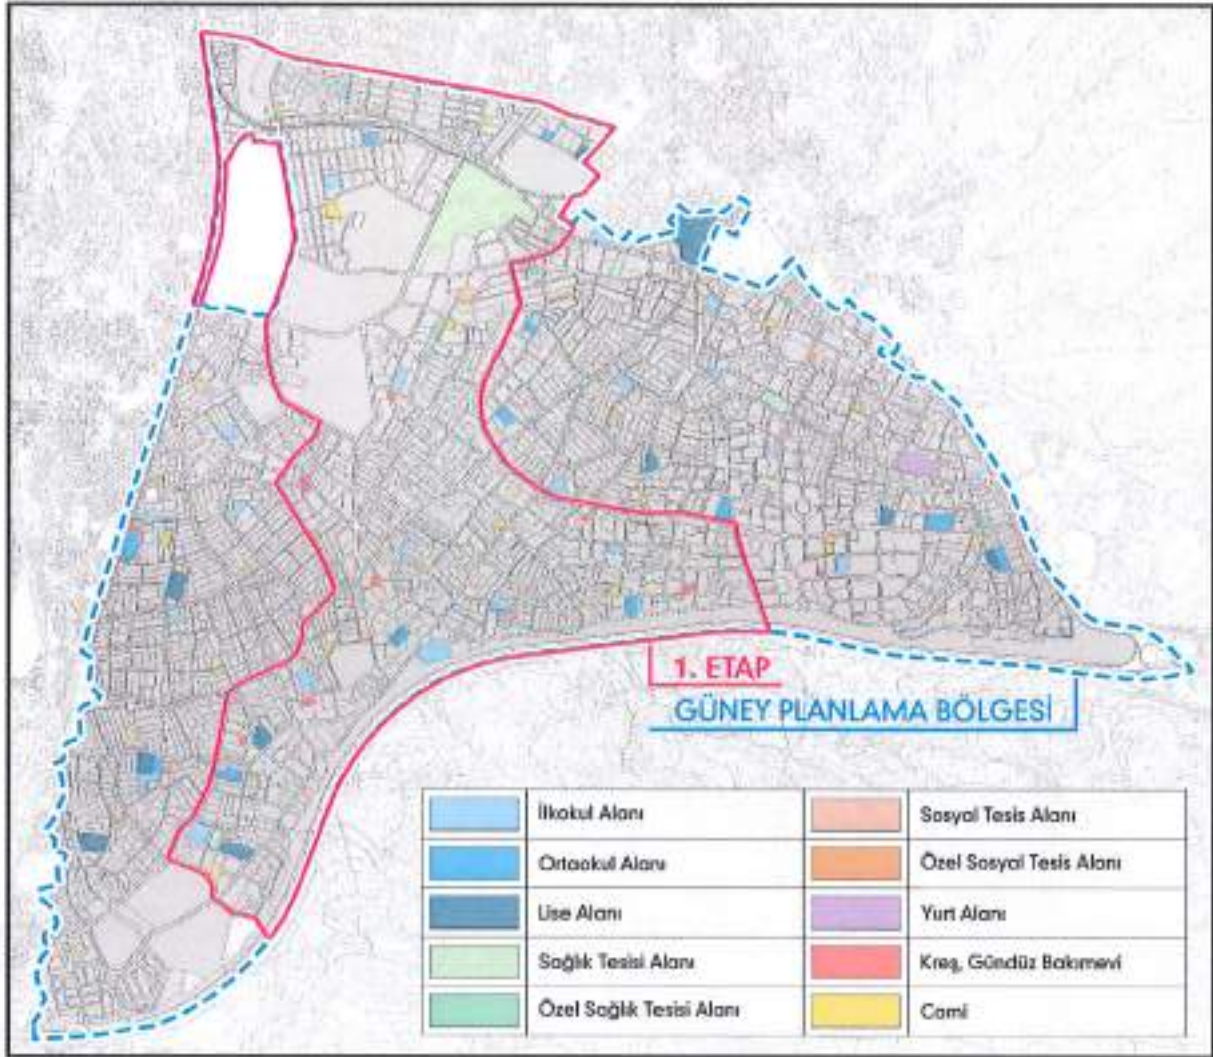 1. ETAP
GÜNEY PLANLAMA BÖLGESİ
İlkokul Alanı
Sosyal Tesis Alanı
Ortaokul Alanı
Özel Sosyal Tesis Alanı
Lise Alanı
Yurt Alanı
Sağlık Tesisi Alanı
Kreş, Gündüz Bakımevi
Özel Sağlık Tesisi Alanı
Cami